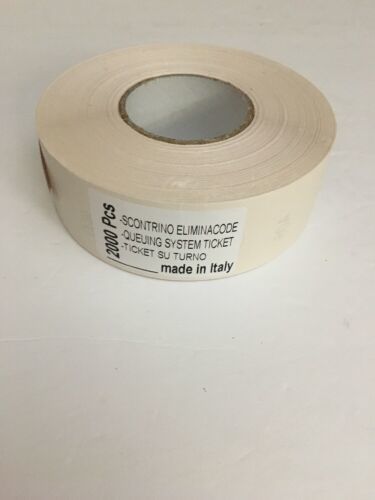 2000 Pcs
-SCONTRINO ELIMINACODE
-QUEUING SYSTEM TICKET
-TICKET SU TURNO
made in Italy